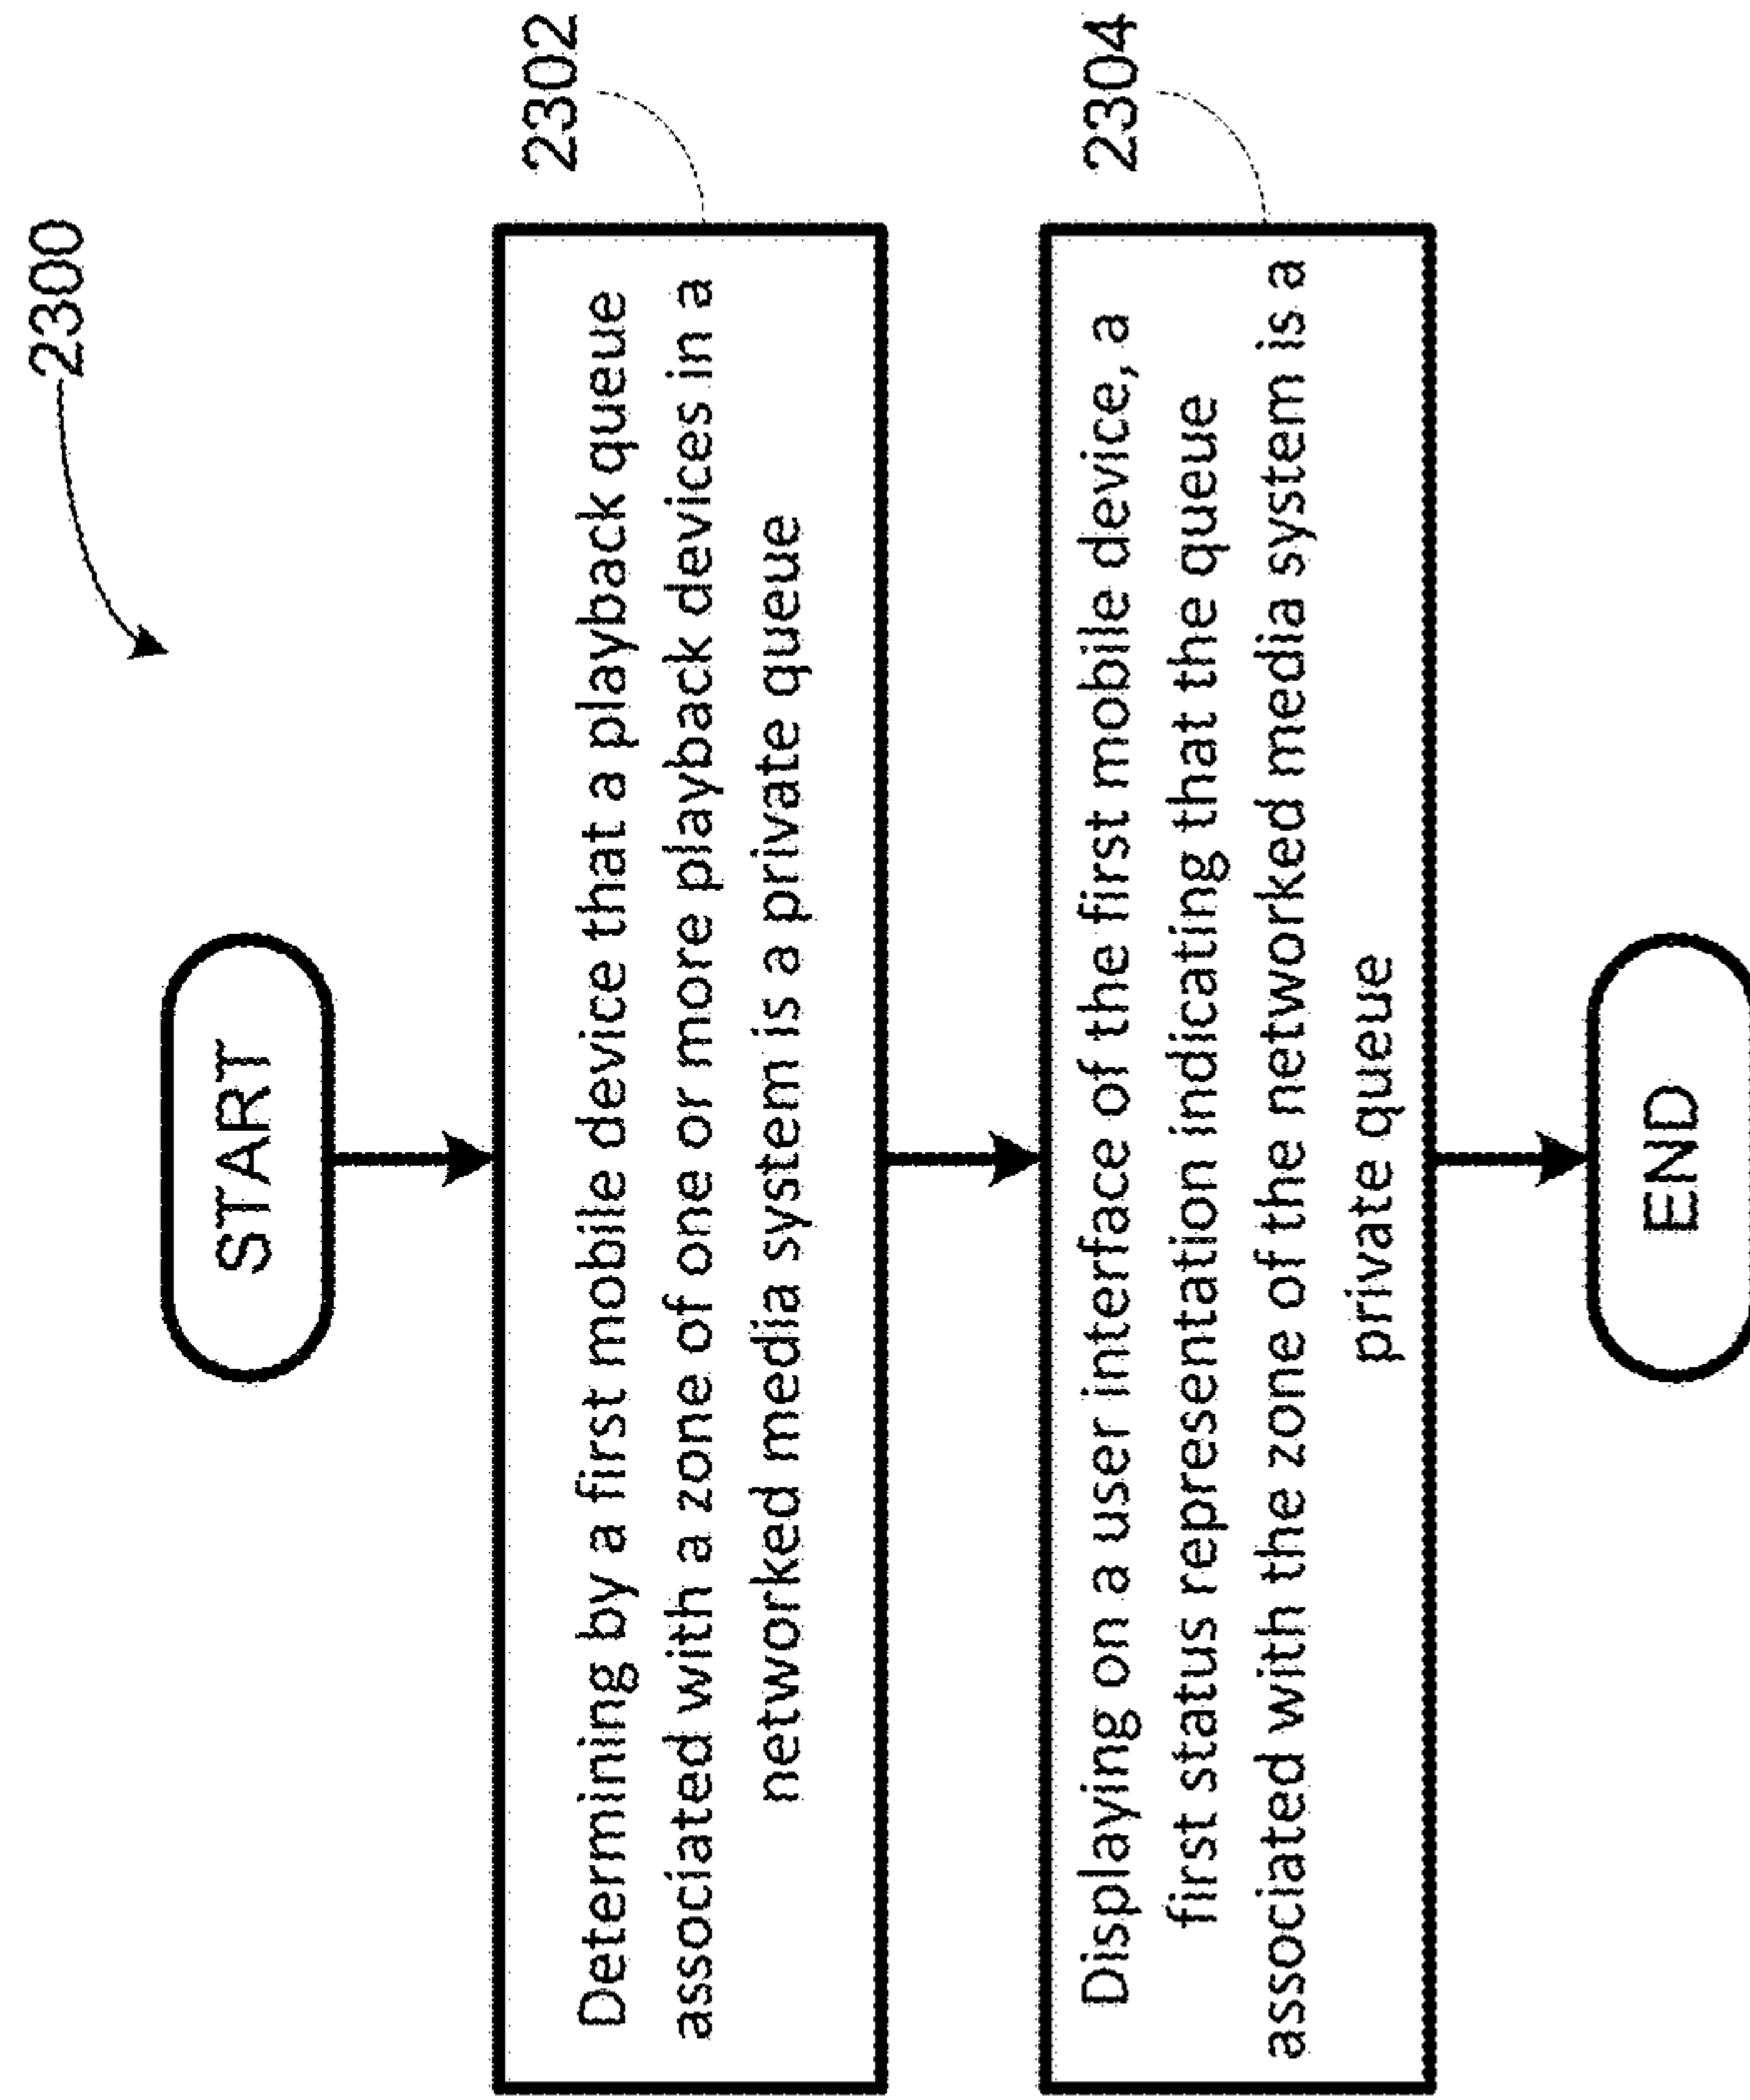 2300
START
Determining by a first mobile device that a playback queue
associated with a zone of one or more playback devices in a
networked media system is a private queue
2302
Displaying on a user interface of the first mobile device, a
first status representation indicating that the queue
associated with the zone of the networked media system is a
private queue
2304
END